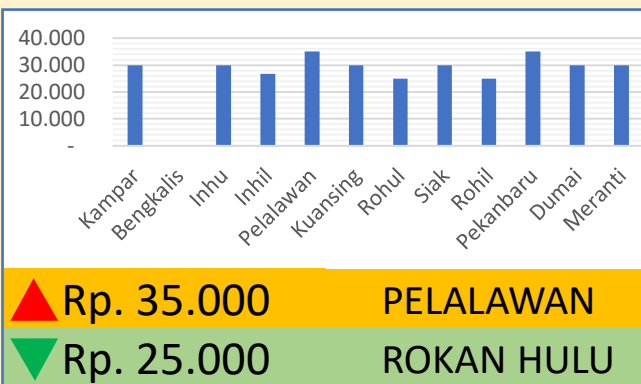 40.000
30.000
20.000
10.000
-
Kampar
Bengkalis
Inhu
Inhil
Pelalawan
Kuansing
Rohul
Siak
Rohil
Pekanbaru
Dumai
Meranti
Rp. 35.000 PELALAWAN
Rp. 25.000 ROKAN HULU